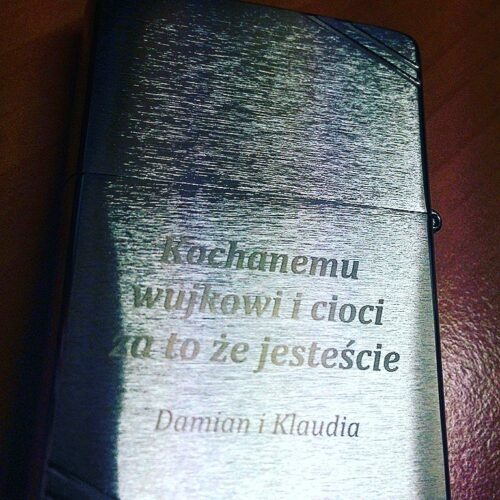 Kochanemu
wujkowi i cioci
za to że jesteście
Damian i Klaudia